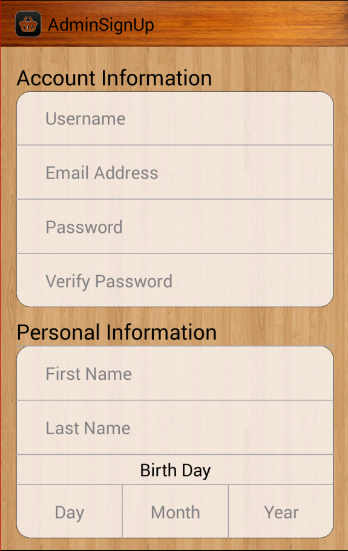 AdminSignUp
Account Information
Username
Email Address
Password
Verify Password
Personal Information
First Name
Last Name
Birth Day
Day Month Year